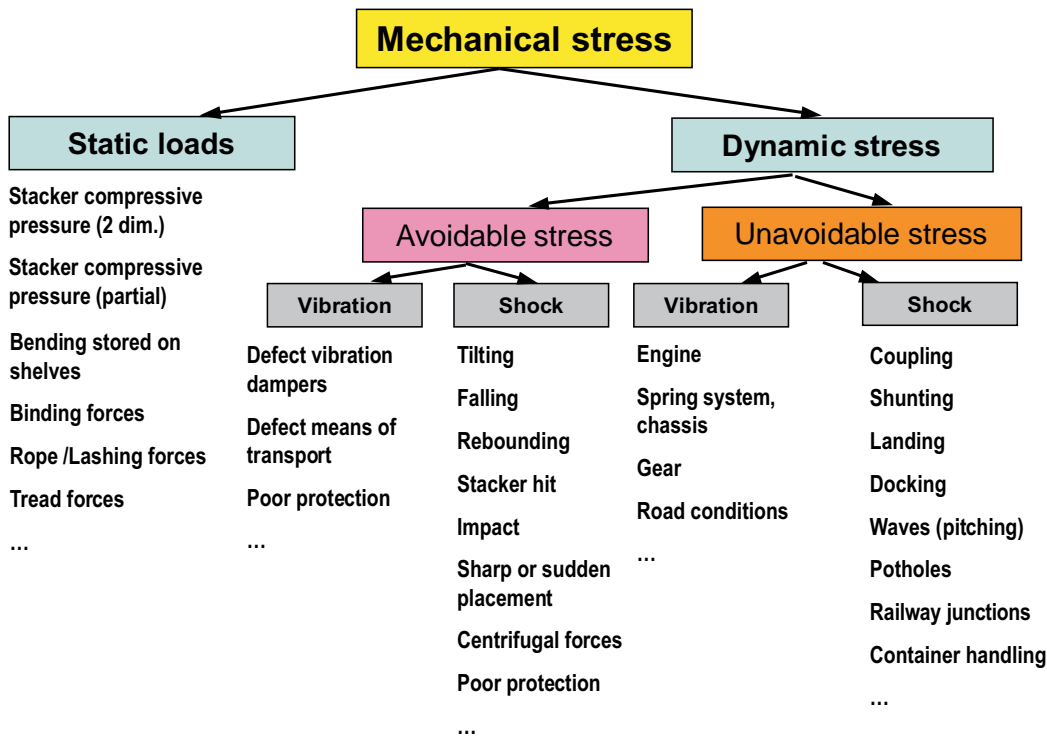 Mechanical stress
Static loads
Stacker compressive
pressure (2 dim.)
Stacker compressive
pressure (partial)
Bending stored on
shelves
Binding forces
Rope /Lashing forces
Tread forces
…
Dynamic stress
Avoidable stress
Vibration
Defect vibration
dampers
Defect means of
transport
Poor protection
…
Shock
Tilting
Falling
Rebounding
Stacker hit
Impact
Sharp or sudden
placement
Centrifugal forces
Poor protection
…
Unavoidable stress
Vibration
Engine
Spring system,
chassis
Gear
Road conditions
…
Shock
Coupling
Shunting
Landing
Docking
Waves (pitching)
Potholes
Railway junctions
Container handling
…